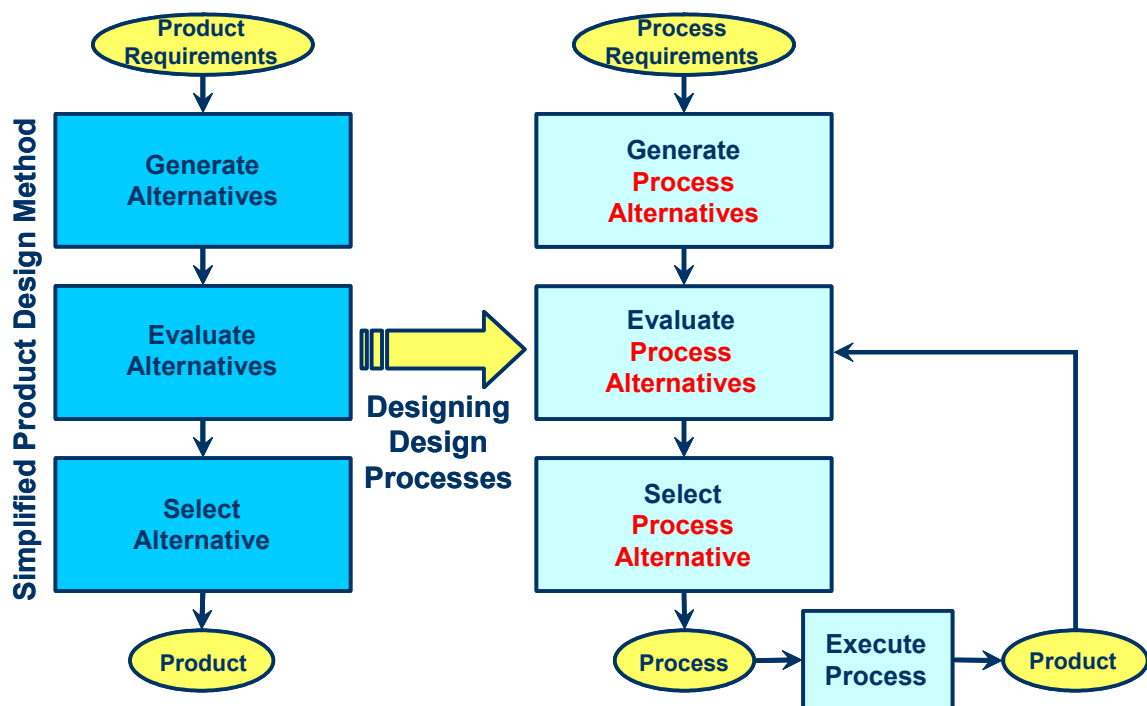 Simplified Product Design Method
Product
Requirements
Generate
Alternatives
Evaluate
Alternatives
Select
Alternative
Product
Designing
Design
Processes
Process
Requirements
Generate
Process
Alternatives
Evaluate
Process
Alternatives
Select
Process
Alternative
Process
Execute
Process
Product